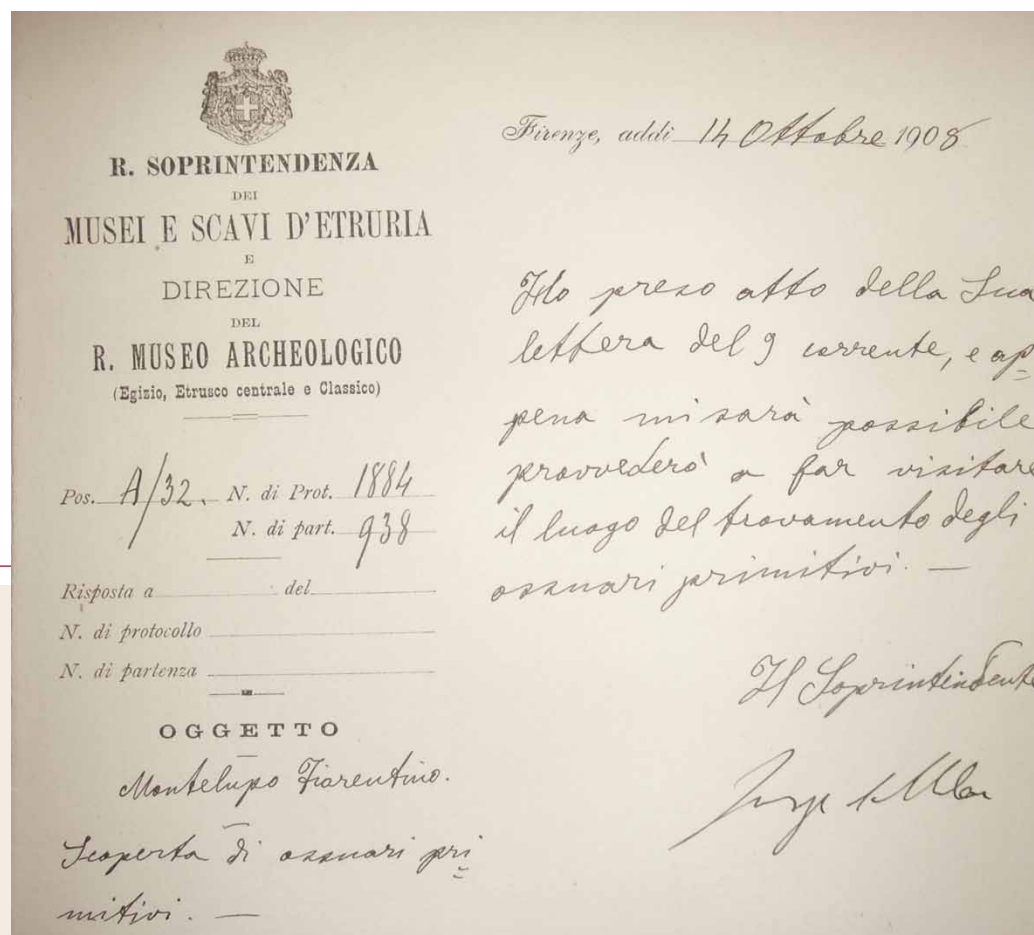 R. SOPRINTENDENZA
DEI
MUSEI E SCAVI D'ETRURIA
E
DIREZIONE
DEL
R. MUSEO ARCHEOLOGICO
(Egizio, Etrusco centrale e Classico)
Pos. A/32. N. di Prot. 1884
N. di part. 938
Risposta a del
N. di protocollo
N. di partenza
OGGETTO
Montelupo Fiorentino.
Scoperta di ossuari pri
mitivi. —
Firenze, addì 14 Ottobre 1908
Ho preso atto della Sua
lettera del 9 corrente, e ap
pena mi sarà possibile
provvederò a far visitare
il luogo del trovamento degli
ossuari primitivi. —
Il Soprintendente